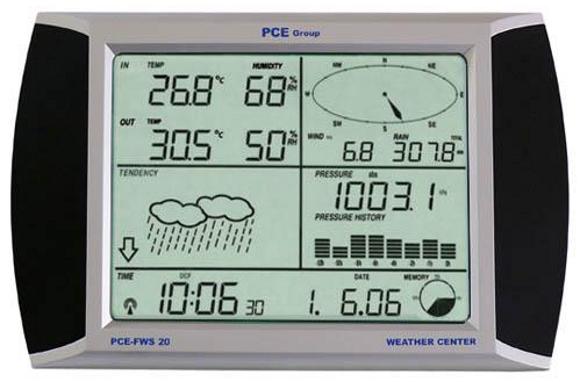 PCE Group
IN TEMP HUMIDITY
26.8 °C 68 % RH
OUT TEMP
30.5 °C 50 % RH
N
NW NE
W E
SW SE
S
WIND RAIN TOTAL
6.8 307.8
TENDENCY
PRESSURE abs
1003.1
PRESSURE HISTORY
TIME DCF DATE MEMORY
10:06 30 1. 6.06
PCE-FWS 20 WEATHER CENTER